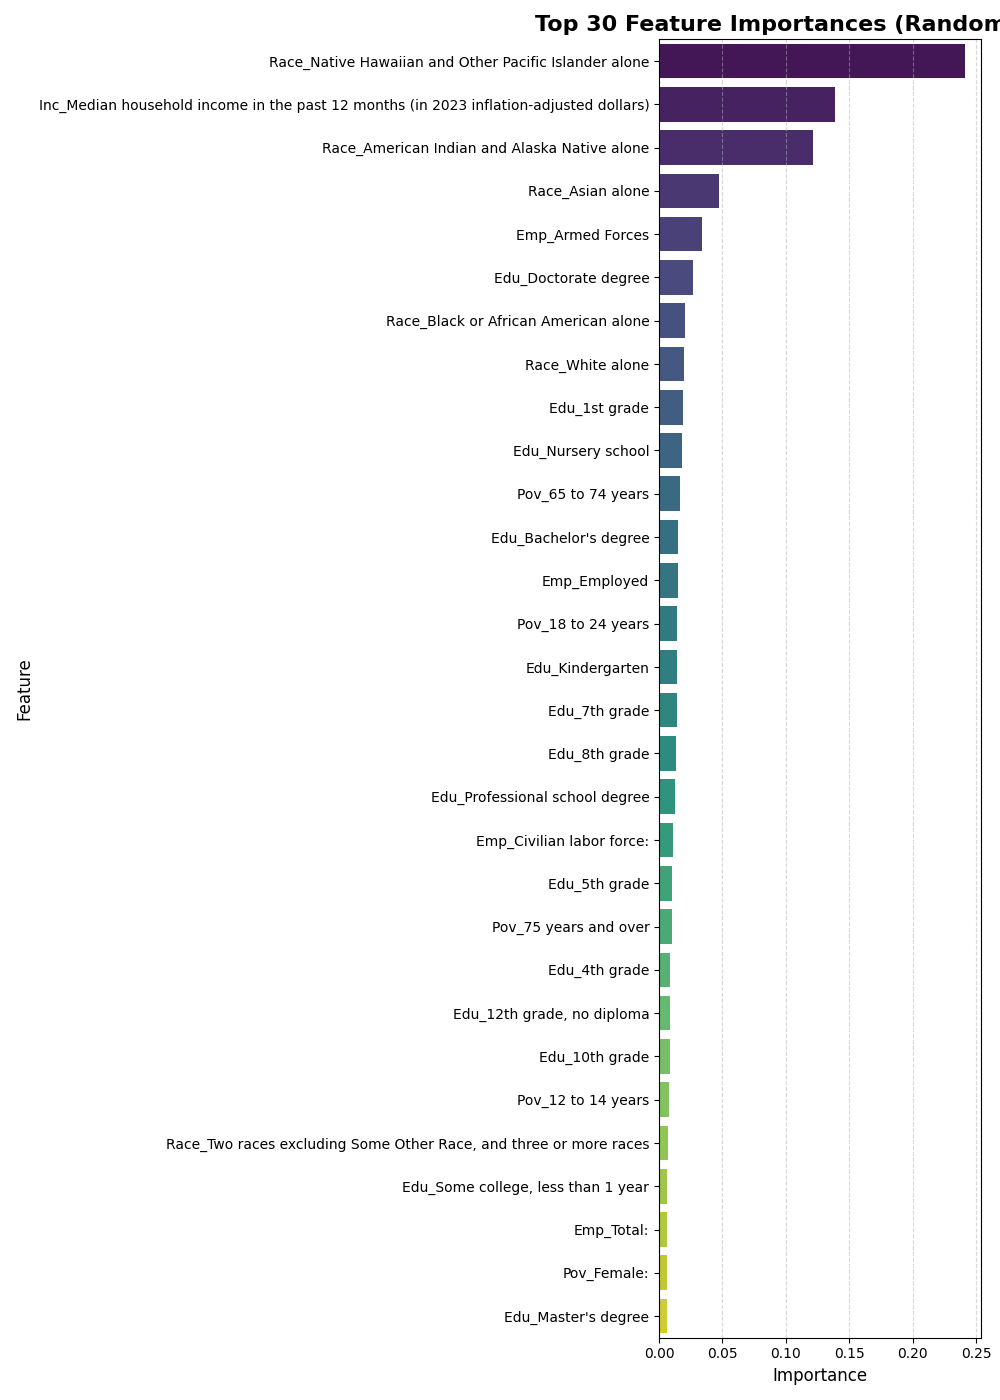 Top 30 Feature Importances (Random
Race_Native Hawaiian and Other Pacific Islander alone
Inc_Median household income in the past 12 months (in 2023 inflation-adjusted dollars)
Race_American Indian and Alaska Native alone
Race_Asian alone
Emp_Armed Forces
Edu_Doctorate degree
Race_Black or African American alone
Race_White alone
Edu_1st grade
Edu_Nursery school
Pov_65 to 74 years
Edu_Bachelor's degree
Emp_Employed
Pov_18 to 24 years
Edu_Kindergarten
Edu_7th grade
Edu_8th grade
Edu_Professional school degree
Emp_Civilian labor force:
Edu_5th grade
Pov_75 years and over
Edu_4th grade
Edu_12th grade, no diploma
Edu_10th grade
Pov_12 to 14 years
Race_Two races excluding Some Other Race, and three or more races
Edu_Some college, less than 1 year
Emp_Total:
Pov_Female:
Edu_Master's degree
Feature
0.00 0.05 0.10 0.15 0.20 0.25
Importance